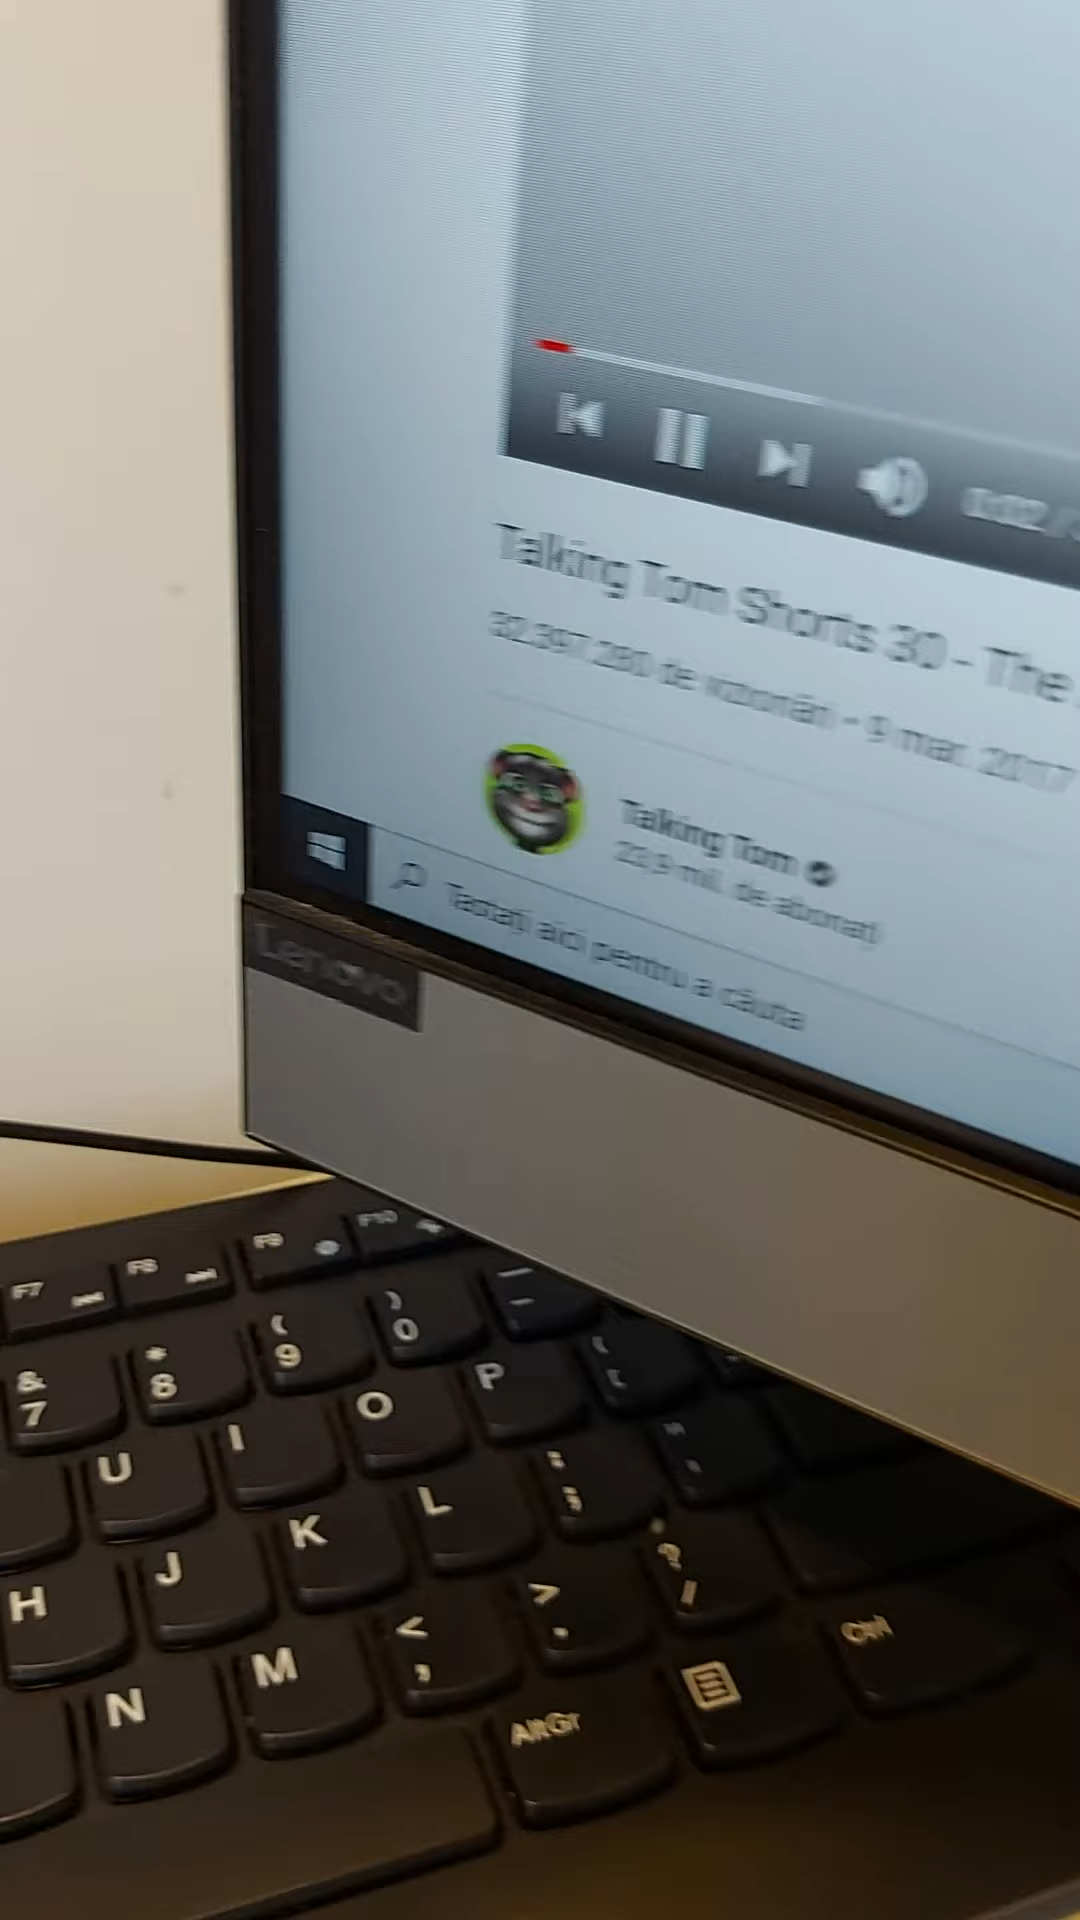 Talking Tom Shorts 30 - The
32.397.280 de vizionări • 9 mar. 2017
Talking Tom
23,9 mil. de abonați
Tastați aici pentru a căuta
Lenovo
F7 F8 F9 F10
& 7 * 8 ( 9 ) 0
U I O P
H J K L : ;
N M < , > . ? /
AltGr Ctrl